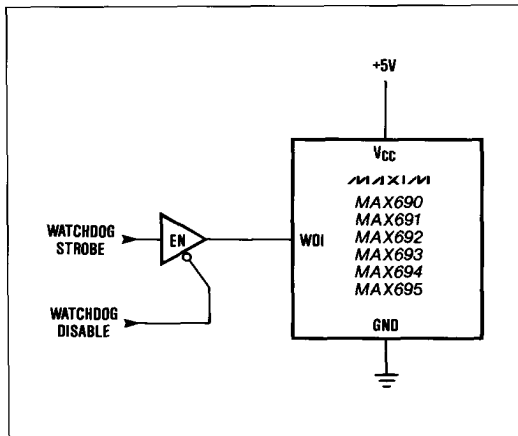 +5V
VCC
MAXIM
MAX690
MAX691
MAX692
MAX693
MAX694
MAX695
WATCHDOG
STROBE
EN
WDI
WATCHDOG
DISABLE
GND